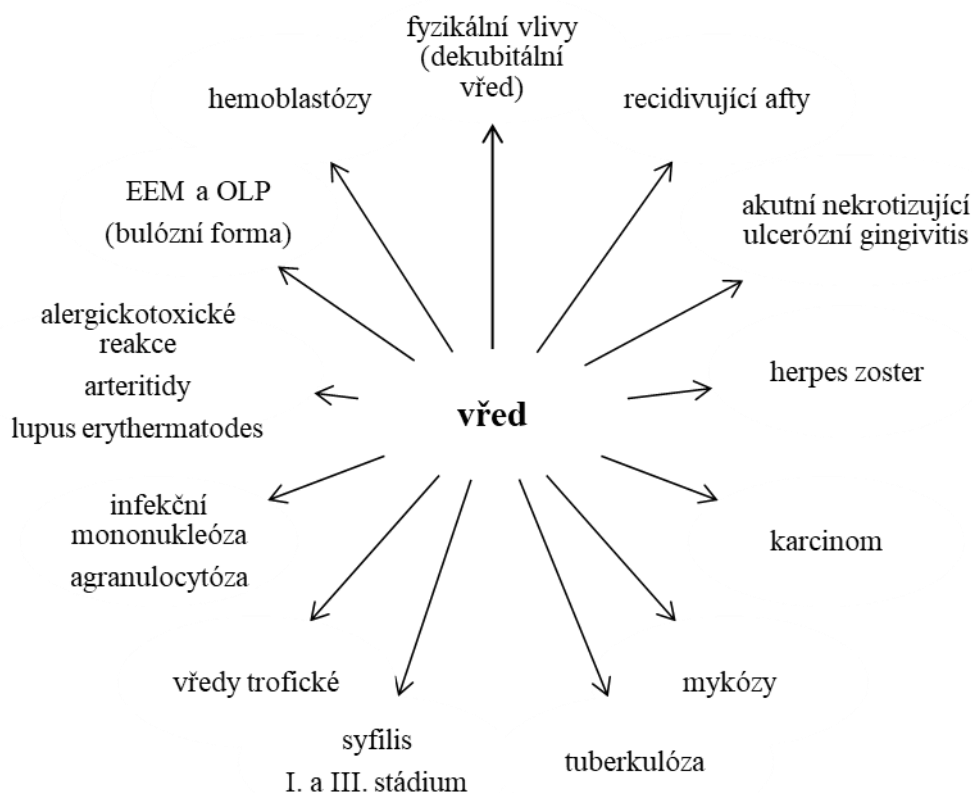 fyzikální vlivy
(dekubitální
vřed)
hemoblastózy
recidivující afty
EEM a OLP
(bulózní forma)
akutní nekrotizující
ulcerózní gingivitis
alergickotoxické
reakce
arteritidy
lupus erythermatodes
herpes zoster
vřed
infekční
mononukleóza
agranulocytóza
karcinom
vředy trofické
mykózy
syfilis
I. a III. stádium
tuberkulóza